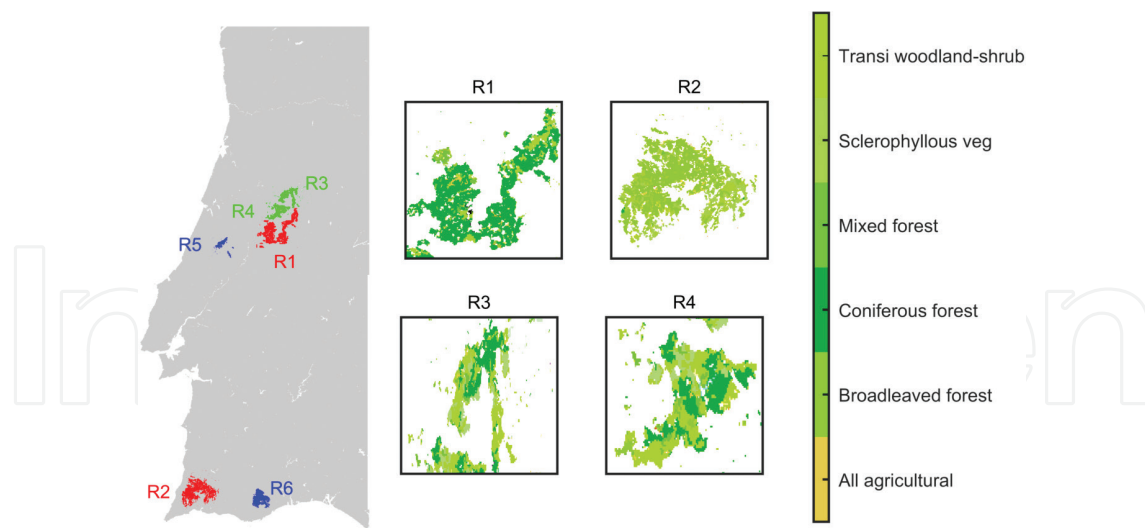 R1
R2
R3
R4
R5
R1
R2
R6
R3
R4
Transi woodland-shrub
Sclerophyllous veg
Mixed forest
Coniferous forest
Broadleaved forest
All agricultural